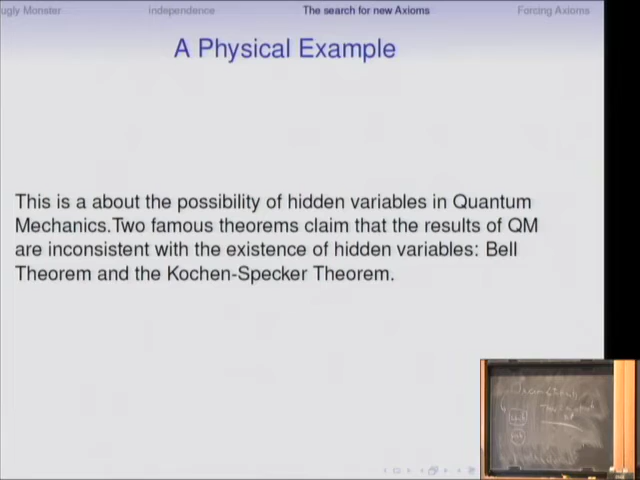 ugly Monster independence The search for new Axioms Forcing Axioms
A Physical Example
This is a about the possibility of hidden variables in Quantum
Mechanics.Two famous theorems claim that the results of QM
are inconsistent with the existence of hidden variables: Bell
Theorem and the Kochen-Specker Theorem.